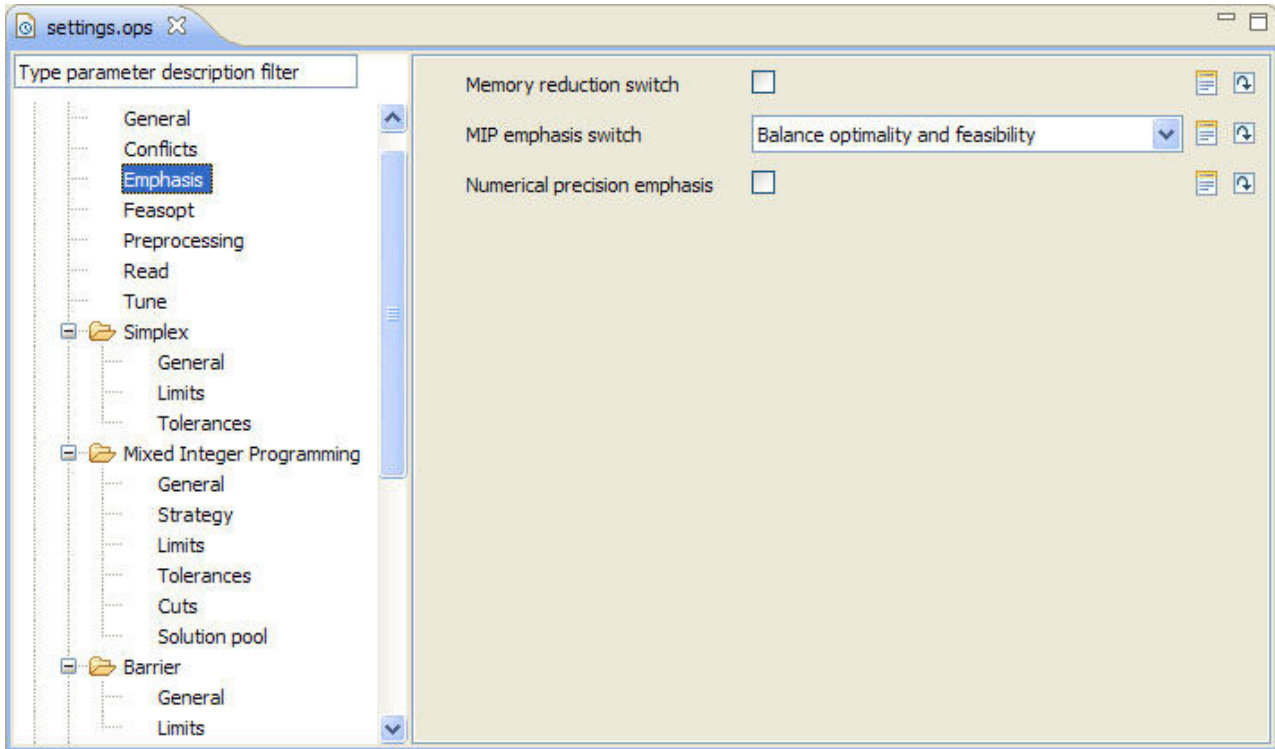 settings.ops
Type parameter description filter
General
Conflicts
Emphasis
Feasopt
Preprocessing
Read
Tune
Simplex
General
Limits
Tolerances
Mixed Integer Programming
General
Strategy
Limits
Tolerances
Cuts
Solution pool
Barrier
General
Limits
Memory reduction switch
MIP emphasis switch Balance optimality and feasibility
Numerical precision emphasis